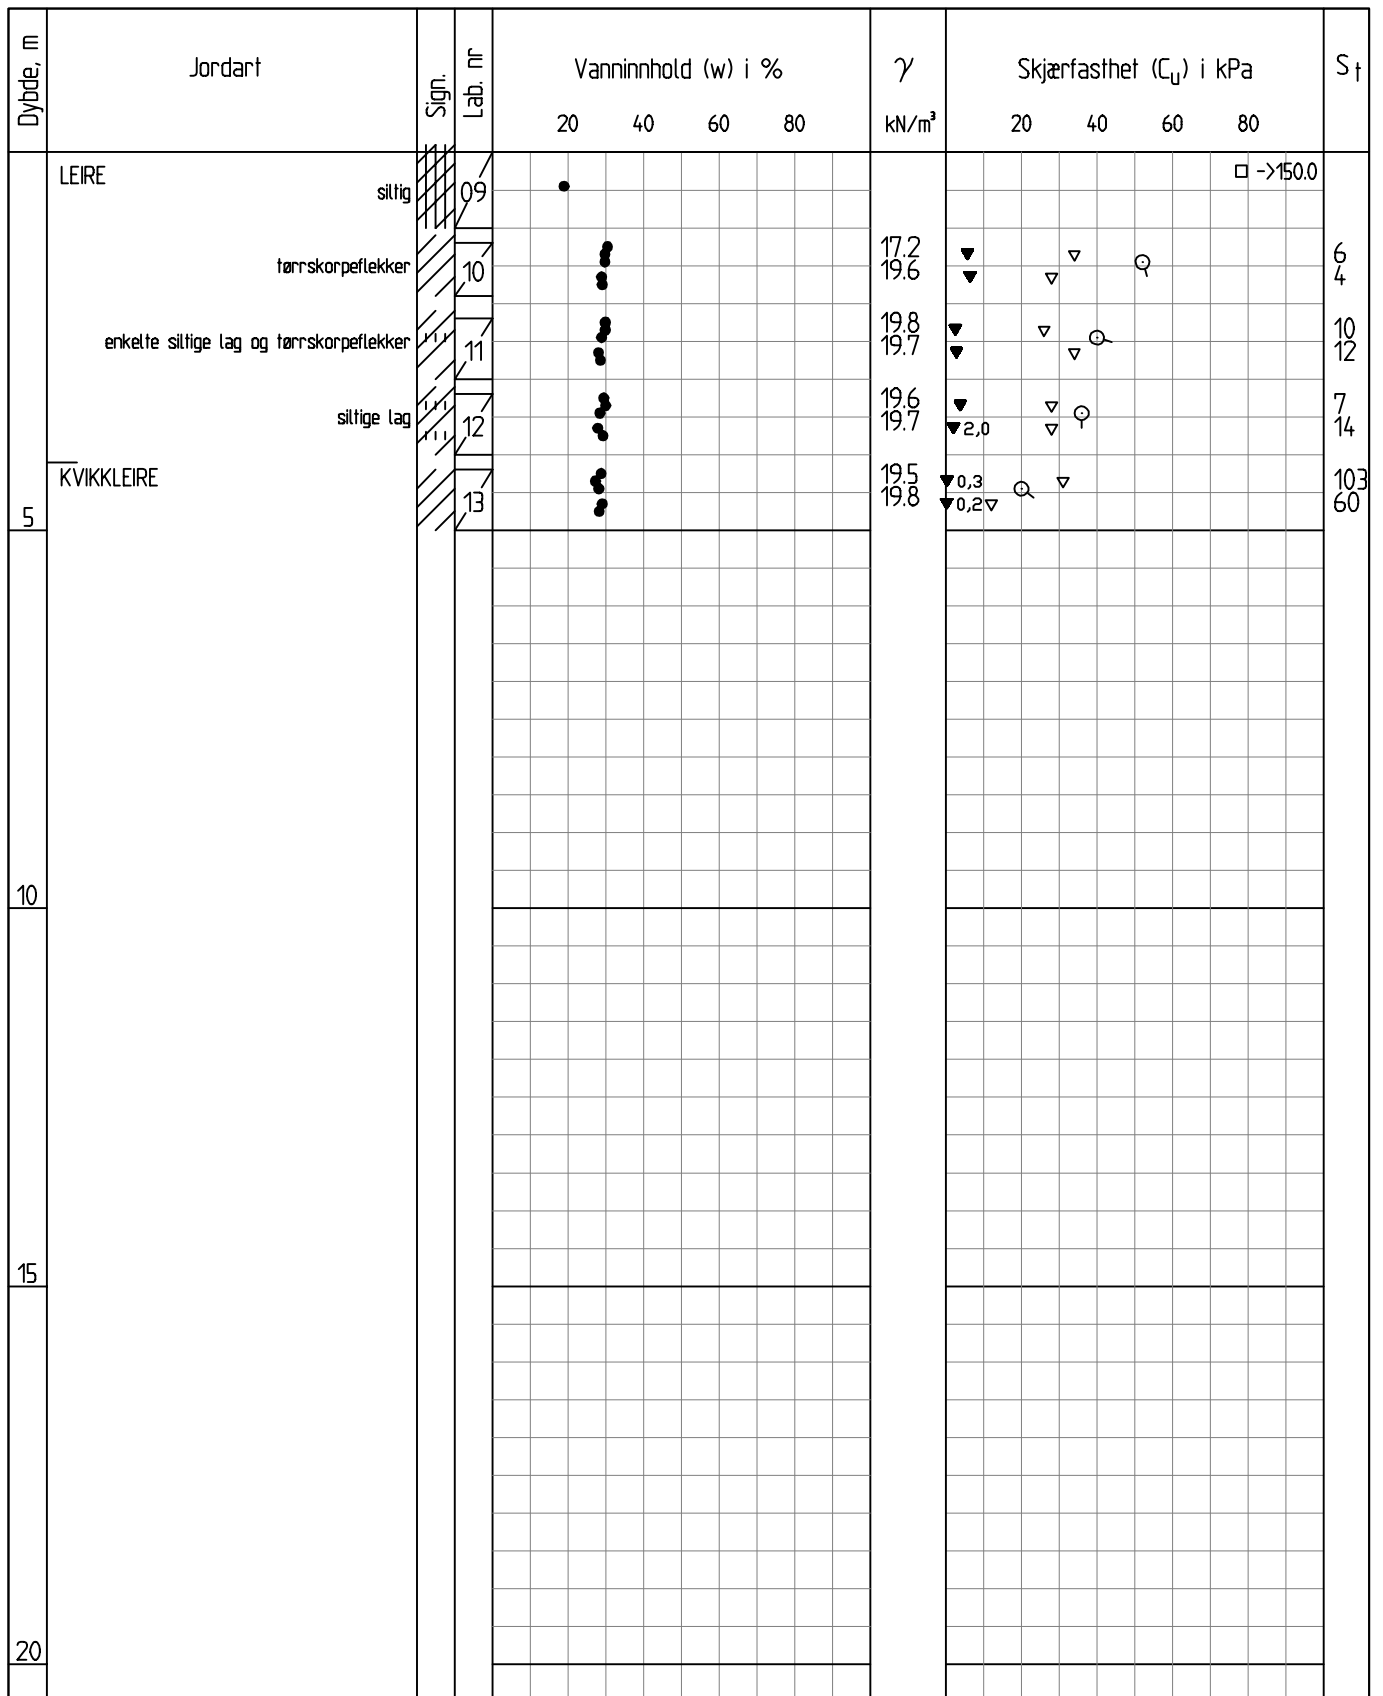 Dybde, m
Jordart
Sign.
Lab. nr
Vanninnhold (w) i %
20 40 60 80
γ
kN/m³
Skjærfasthet (Cu) i kPa
20 40 60 80
St
LEIRE
siltig
09
->150.0
tørrskorpeflekker
10
17.2
6
19.6
4
enkelte siltige lag og tørrskorpeflekker
11
19.8
10
19.7
12
siltige lag
12
19.6
7
19.7
2,0
14
KVIKKLEIRE
13
19.5
0,3
103
19.8
0,2
60
5
10
15
20